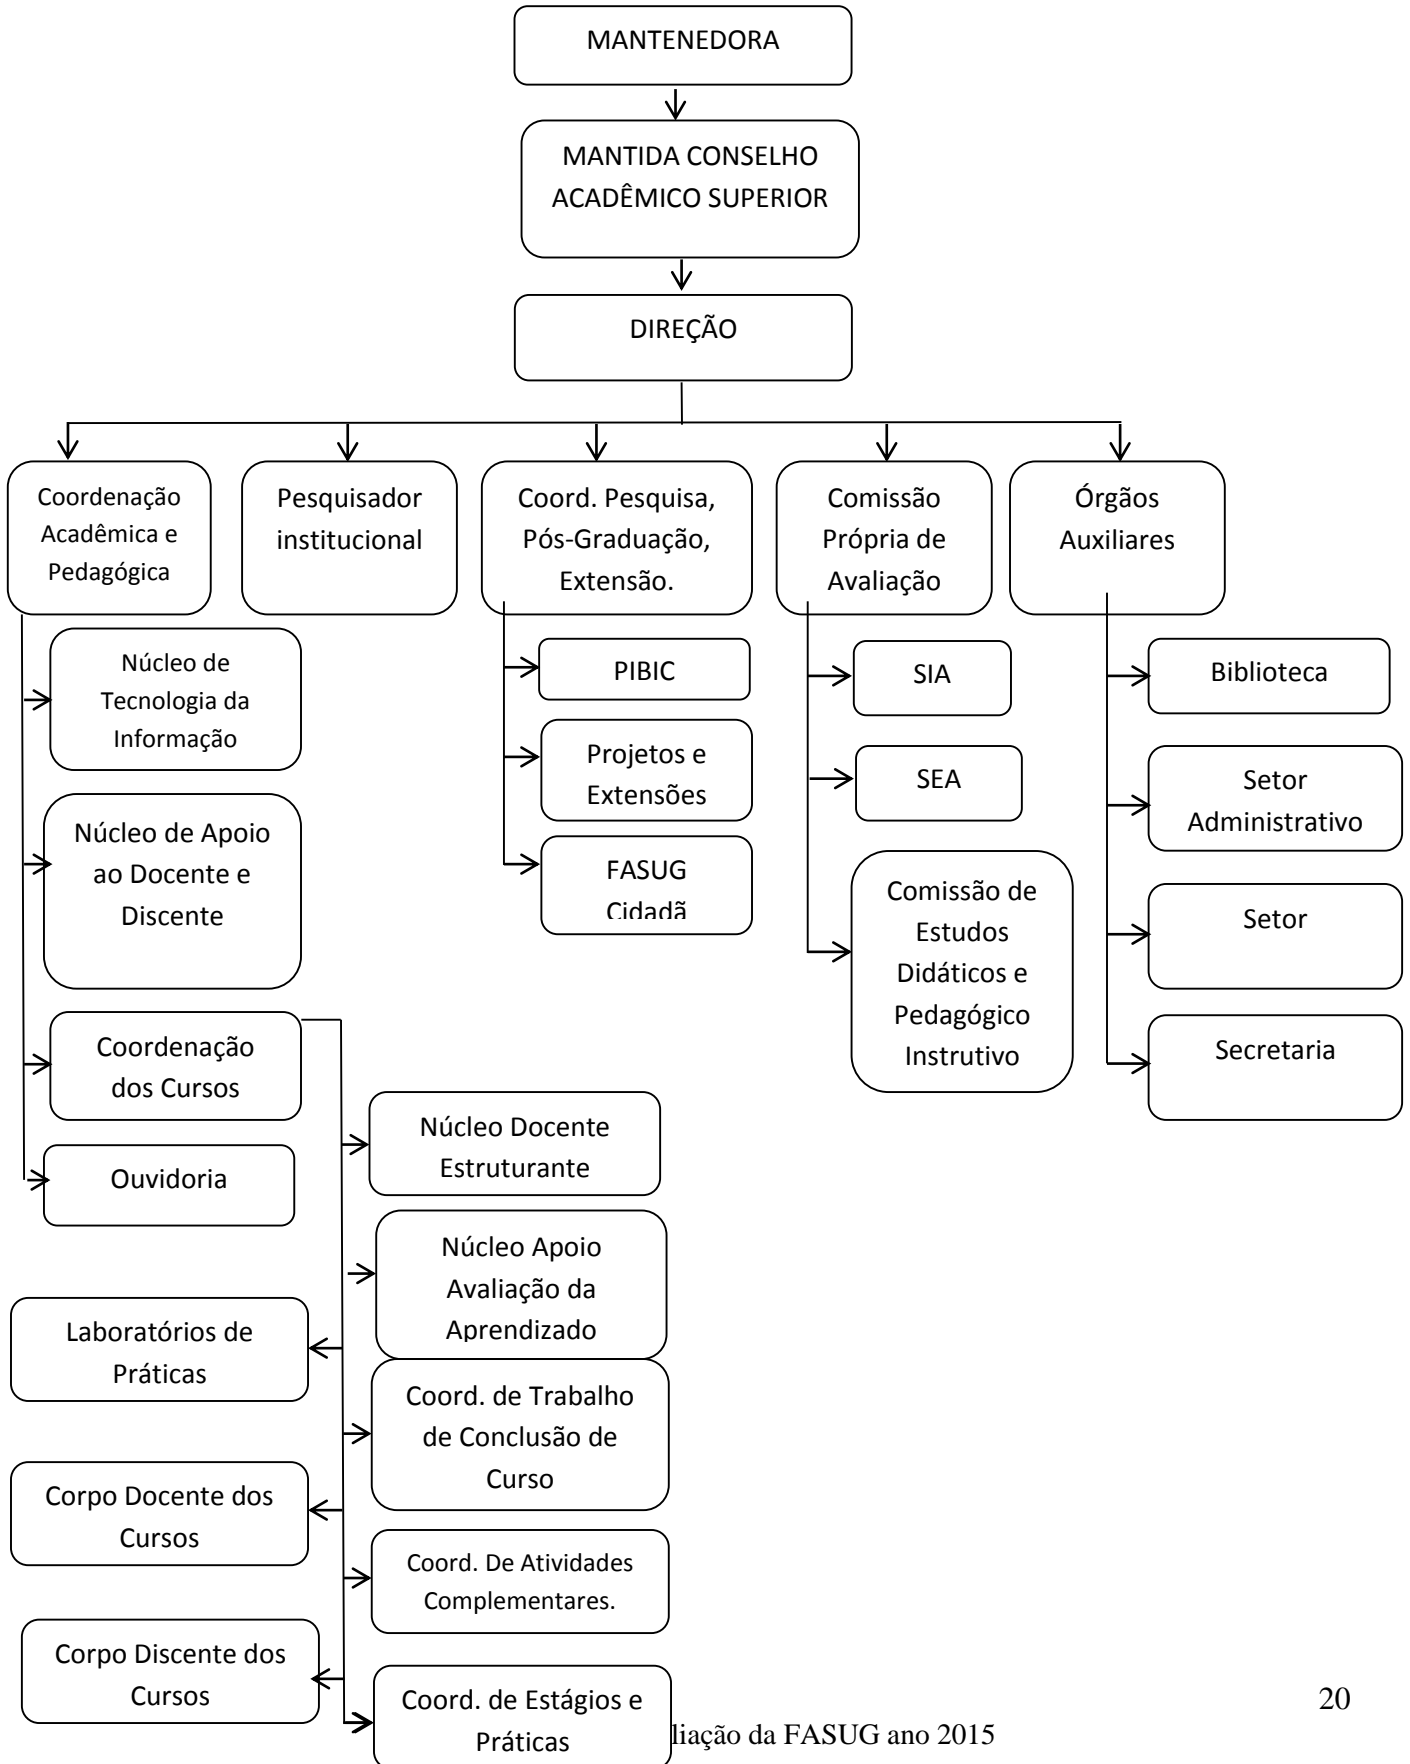 MANTENEDORA
MANTIDA CONSELHO
ACADÊMICO SUPERIOR
DIREÇÃO
Coordenação
Acadêmica e
Pedagógica
Pesquisador
institucional
Coord. Pesquisa,
Pós-Graduação,
Extensão.
Comissão
Própria de
Avaliação
Órgãos
Auxiliares
Núcleo de
Tecnologia da
Informação
Núcleo de Apoio
ao Docente e
Discente
Coordenação
dos Cursos
Ouvidoria
PIBIC
Projetos e
Extensões
FASUG
Cidadã
SIA
SEA
Comissão de
Estudos
Didáticos e
Pedagógico
Instrutivo
Biblioteca
Setor
Administrativo
Setor
Secretaria
Núcleo Docente
Estruturante
Núcleo Apoio
Avaliação da
Aprendizado
Laboratórios de
Práticas
Coord. de Trabalho
de Conclusão de
Curso
Corpo Docente dos
Cursos
Coord. De Atividades
Complementares.
Corpo Discente dos
Cursos
Coord. de Estágios e
Práticas
liação da FASUG ano 2015
20